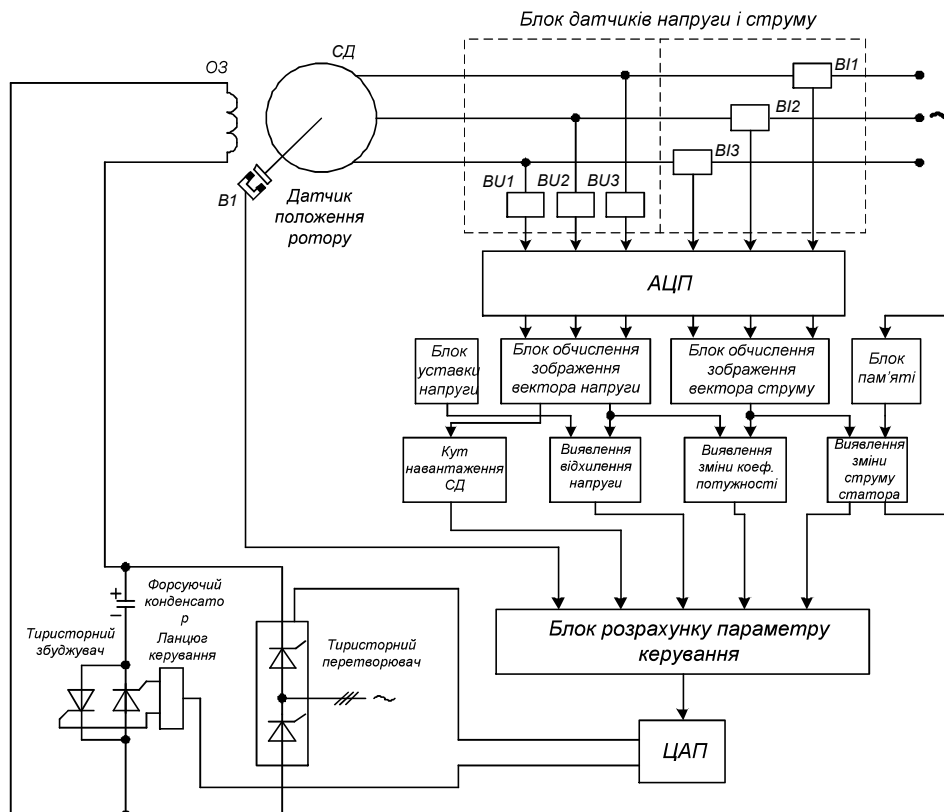 Блок датчиків напруги і струму
СД
ОЗ
BI1
BI2
BI3
BU1
BU2
BU3
B1
Датчик
положення
ротору
АЦП
Блок
уставки
напруги
Блок обчислення
зображення
вектора напруги
Блок обчислення
зображення
вектора струму
Блок
пам'яті
Кут
навантаження
СД
Виявлення
відхилення
напруги
Виявлення
зміни коеф.
потужності
Виявлення
зміни
струму
статора
Форсуючий
конденсато
р
Тиристорний
збуджувач
Ланцюг
керування
Тиристорний
перетворювач
Блок розрахунку параметру
керування
ЦАП